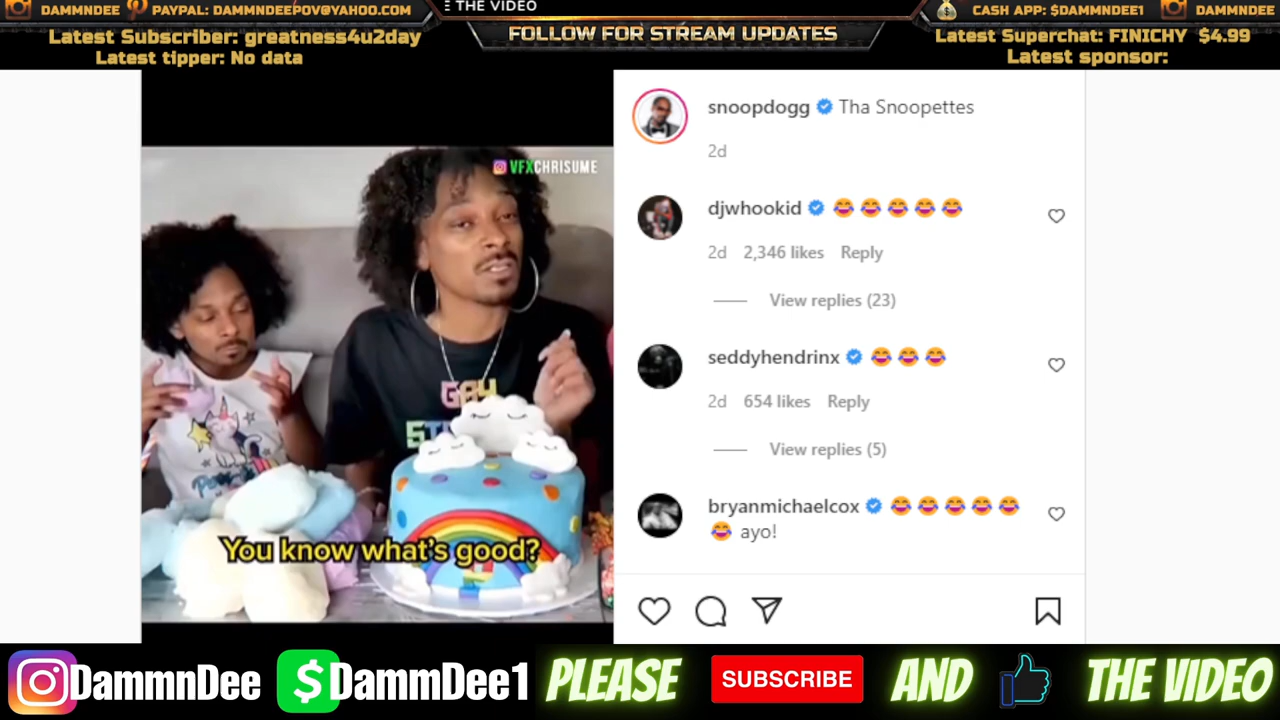 DAMMNDEE
PAYPAL: DAMMNDEEPOV@YAHOO.COM
THE VIDEO
CASH APP: $DAMMNDEE1
DAMMNDEE
Latest Subscriber: greatness4u2day
Latest tipper: No data
FOLLOW FOR STREAM UPDATES
Latest Superchat: FINICHY $4.99
Latest sponsor:
VFXCHRISUME
GAY
You know what's good?
snoopdogg Tha Snoopettes
2d
djwhookid 😂😂😂😂😂
2d 2,346 likes Reply
View replies (23)
seddyhendrinx 😂😂😂
2d 654 likes Reply
View replies (5)
bryanmichaelcox 😂😂😂😂😂
😂 ayo!
DammnDee
$DammDee1
PLEASE
SUBSCRIBE
AND
THE VIDEO